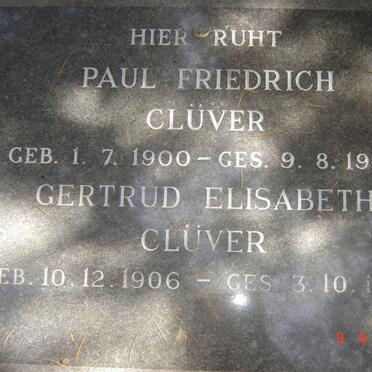 HIER RUHT
PAUL FRIEDRICH
CLÜVER
GEB. 1. 7. 1900 – GES. 9. 8. 19
GERTRUD ELISABETH
CLÜVER
EB. 10. 12. 1906 – GES 3. 10.
9